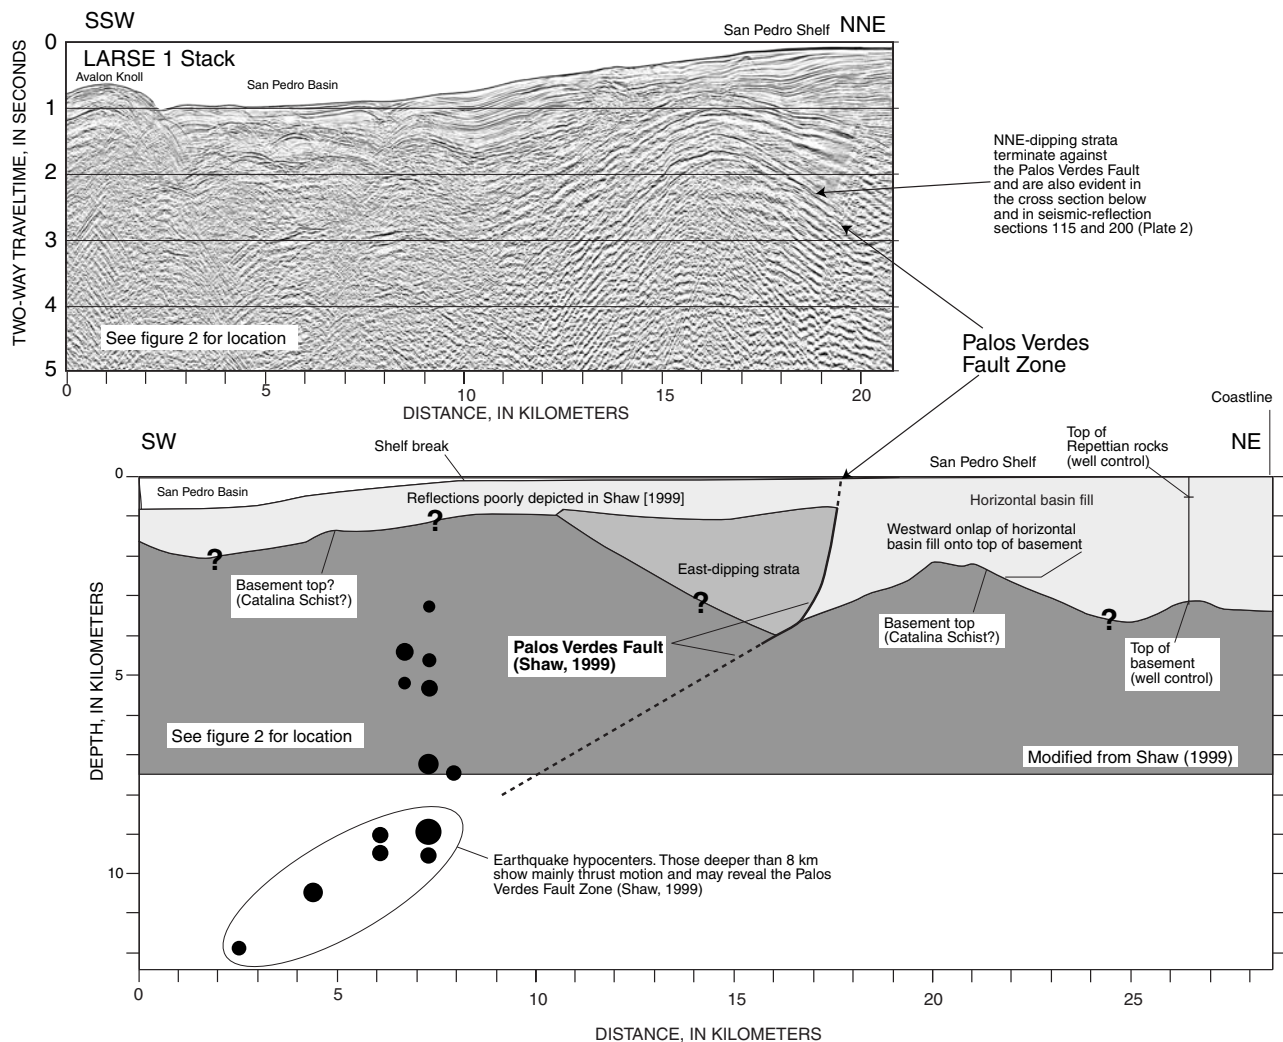 SSW
San Pedro Shelf NNE
TWO-WAY TRAVELTIME, IN SECONDS
0
1
2
3
4
5
LARSE 1 Stack
Avalon Knoll
San Pedro Basin
See figure 2 for location
0
5
10
15
20
DISTANCE, IN KILOMETERS
NNE-dipping strata
terminate against
the Palos Verdes Fault
and are also evident in
the cross section below
and in seismic-reflection
sections 115 and 200 (Plate 2)
Palos Verdes
Fault Zone
Coastline
SW
NE
Shelf break
Top of
Repettian rocks
(well control)
San Pedro Shelf
DEPTH, IN KILOMETERS
0
5
10
San Pedro Basin
Reflections poorly depicted in Shaw [1999]
Horizontal basin fill
Westward onlap of horizontal
basin fill onto top of basement
?
?
?
?
Basement top?
(Catalina Schist?)
East-dipping strata
Palos Verdes Fault
(Shaw, 1999)
Basement top
(Catalina Schist?)
Top of
basement
(well control)
See figure 2 for location
Modified from Shaw (1999)
Earthquake hypocenters. Those deeper than 8 km
show mainly thrust motion and may reveal the Palos
Verdes Fault Zone (Shaw, 1999)
0
5
10
15
20
25
DISTANCE, IN KILOMETERS